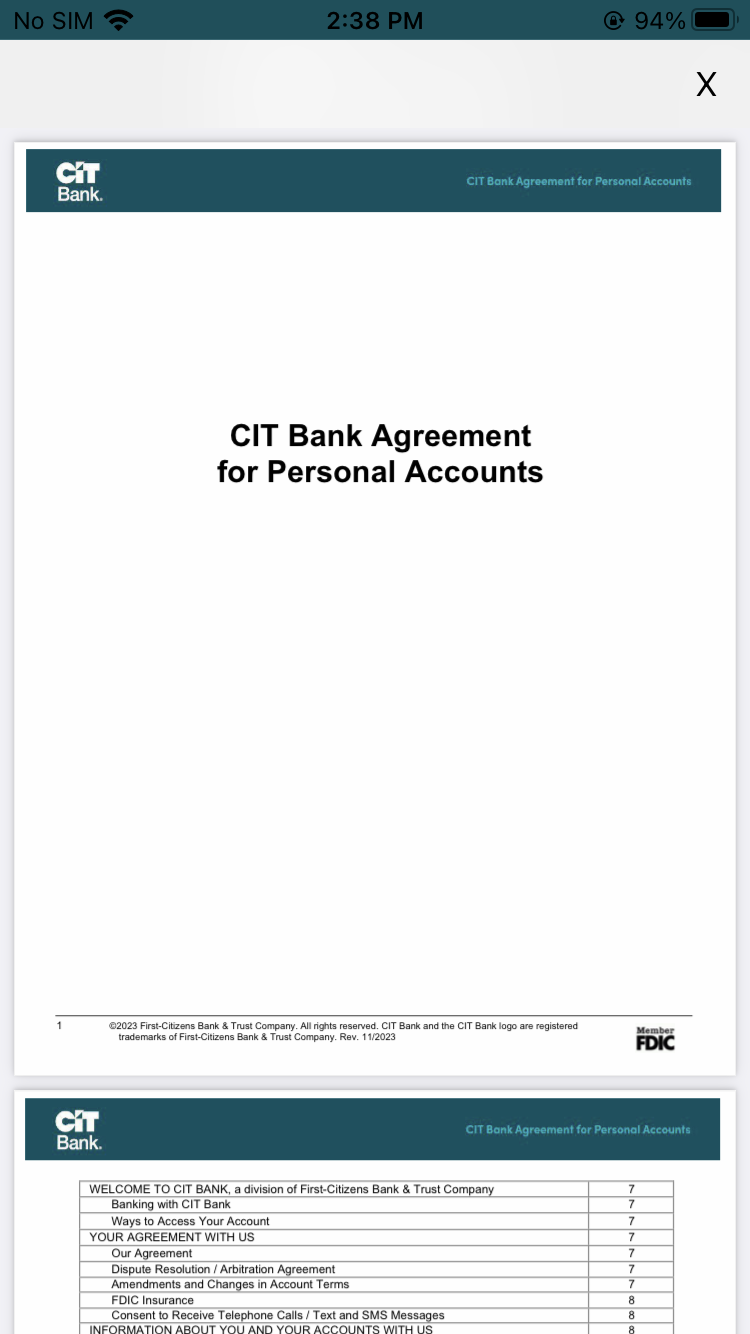 No SIM 2:38 PM 94%
X
CIT
Bank.
CIT Bank Agreement for Personal Accounts
CIT Bank Agreement
for Personal Accounts
1 ©2023 First-Citizens Bank & Trust Company. All rights reserved. CIT Bank and the CIT Bank logo are registered
trademarks of First-Citizens Bank & Trust Company. Rev. 11/2023
Member
FDIC
CIT
Bank.
CIT Bank Agreement for Personal Accounts
WELCOME TO CIT BANK, a division of First-Citizens Bank & Trust Company 7
Banking with CIT Bank 7
Ways to Access Your Account 7
YOUR AGREEMENT WITH US 7
Our Agreement 7
Dispute Resolution / Arbitration Agreement 7
Amendments and Changes in Account Terms 7
FDIC Insurance 8
Consent to Receive Telephone Calls / Text and SMS Messages 8
INFORMATION ABOUT YOU AND YOUR ACCOUNTS WITH US 8